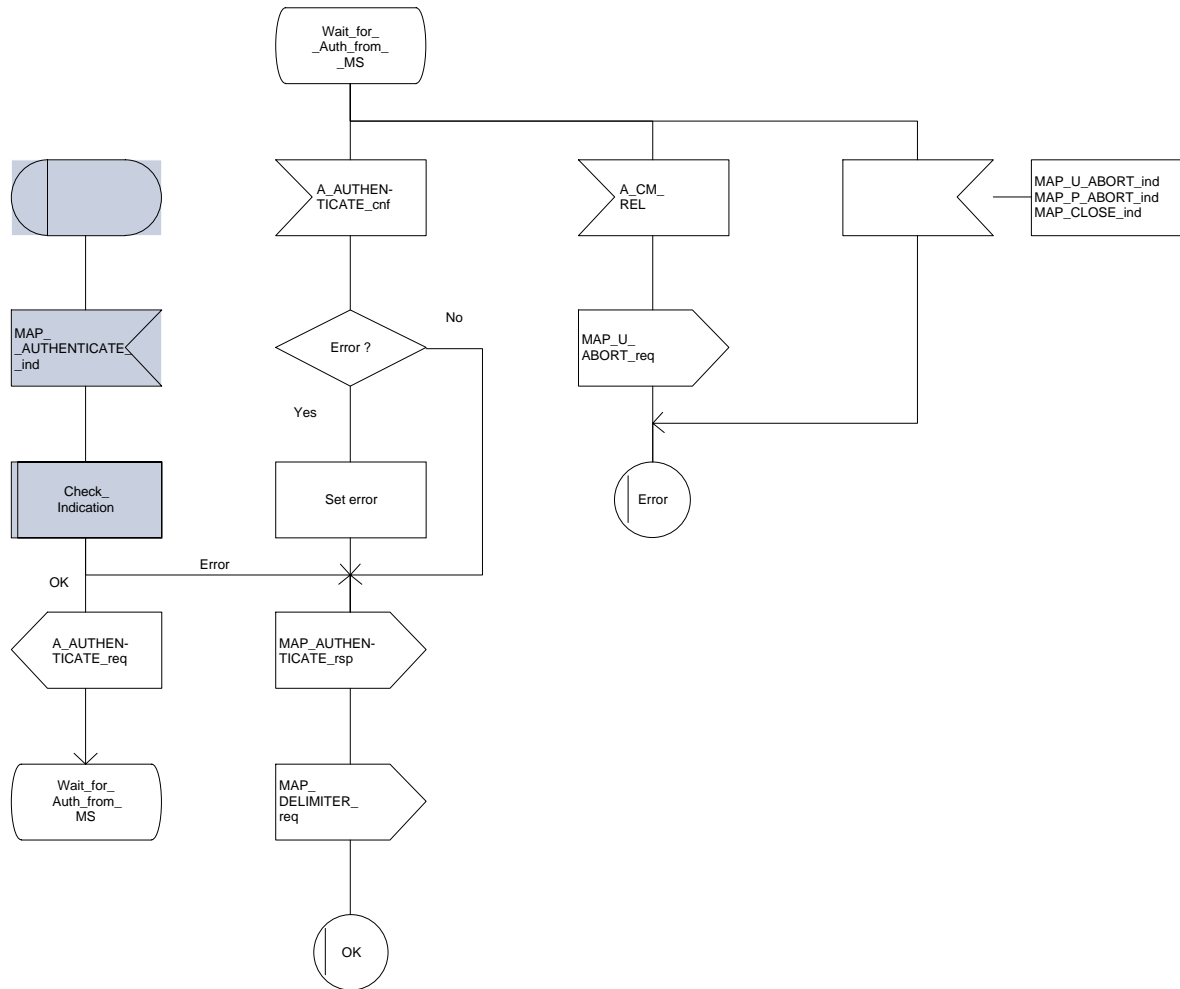 Wait_for_
_Auth_from_
_MS
A_AUTHEN-
TICATE_cnf
A_CM_
REL
MAP_U_ABORT_ind
MAP_P_ABORT_ind
MAP_CLOSE_ind
MAP_
_AUTHENTICATE_
_ind
Error ?
No
Yes
MAP_U_
ABORT_req
Check_
Indication
Set error
Error
OK
Error
A_AUTHEN-
TICATE_req
MAP_AUTHEN-
TICATE_rsp
Wait_for_
Auth_from_
MS
MAP_
DELIMITER_
req
OK